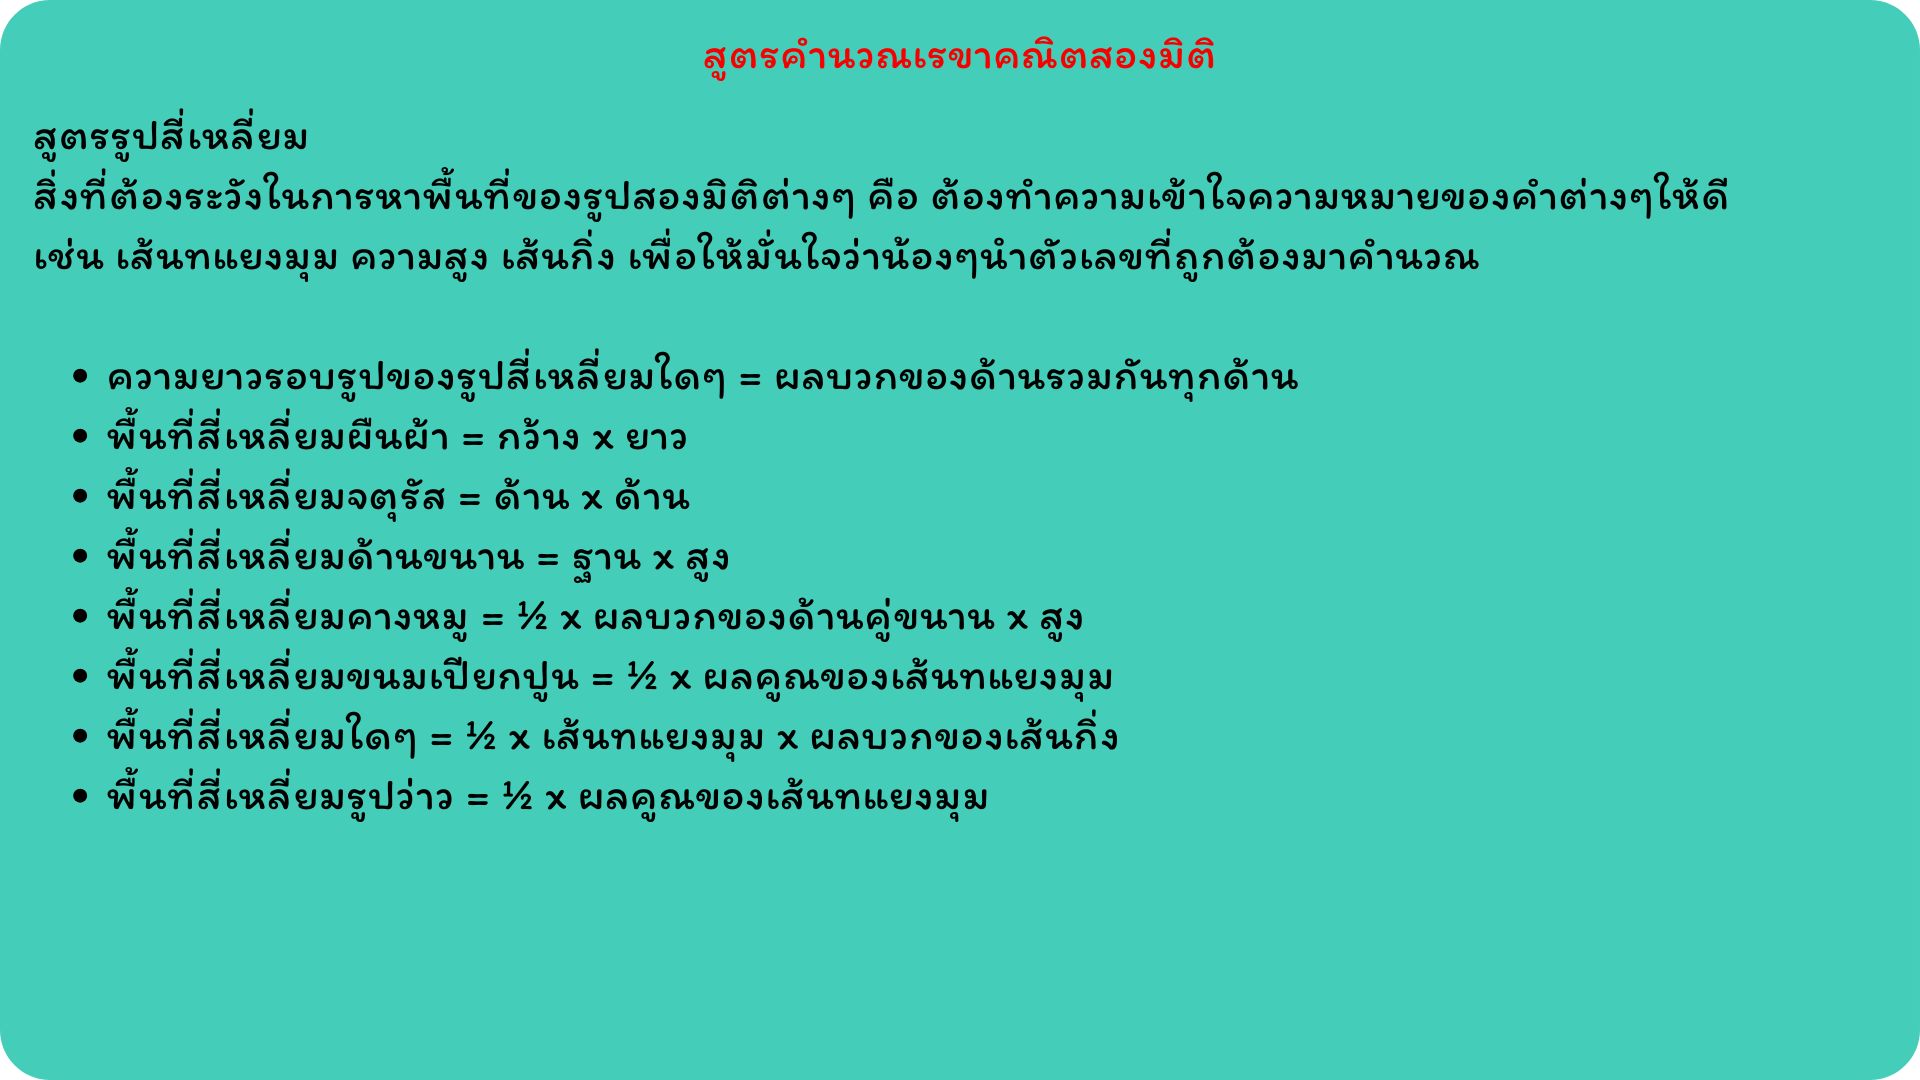 สูตรคำนวณเรขาคณิตสองมิติ
สูตรรูปสี่เหลี่ยม
สิ่งที่ต้องระวังในการหาพื้นที่ของรูปสองมิติต่างๆ คือ ต้องทำความเข้าใจความหมายของคำต่างๆให้ดี
เช่น เส้นทแยงมุม ความสูง เส้นกิ่ง เพื่อให้มั่นใจว่าน้องๆนำตัวเลขที่ถูกต้องมาคำนวณ
• ความยาวรอบรูปของรูปสี่เหลี่ยมใดๆ = ผลบวกของด้านรวมกันทุกด้าน
• พื้นที่สี่เหลี่ยมผืนผ้า = กว้าง x ยาว
• พื้นที่สี่เหลี่ยมจตุรัส = ด้าน x ด้าน
• พื้นที่สี่เหลี่ยมด้านขนาน = ฐาน x สูง
• พื้นที่สี่เหลี่ยมคางหมู = ½ x ผลบวกของด้านคู่ขนาน x สูง
• พื้นที่สี่เหลี่ยมขนมเปียกปูน = ½ x ผลคูณของเส้นทแยงมุม
• พื้นที่สี่เหลี่ยมใดๆ = ½ x เส้นทแยงมุม x ผลบวกของเส้นกิ่ง
• พื้นที่สี่เหลี่ยมรูปว่าว = ½ x ผลคูณของเส้นทแยงมุม